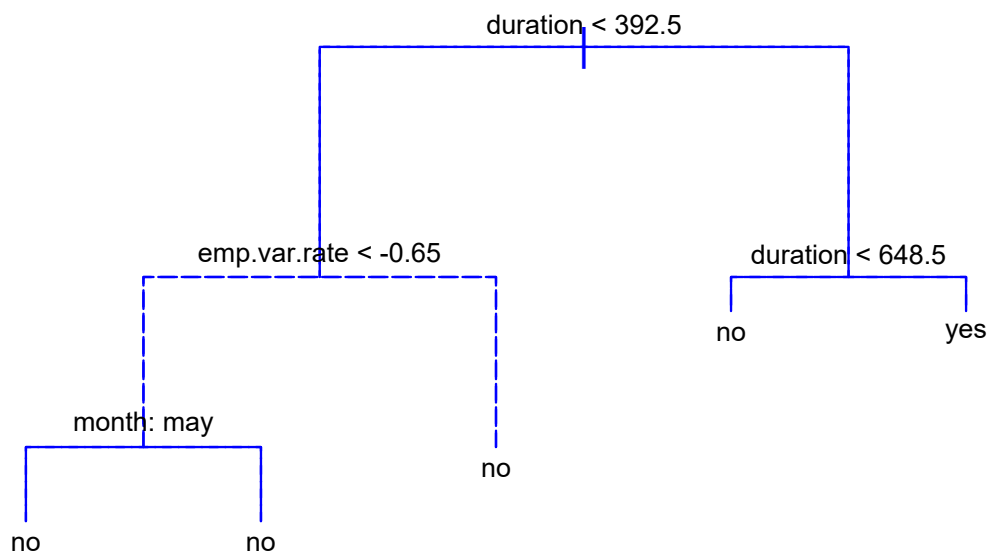 duration < 392.5
emp.var.rate < -0.65
duration < 648.5
no
yes
month: may
no
no
no